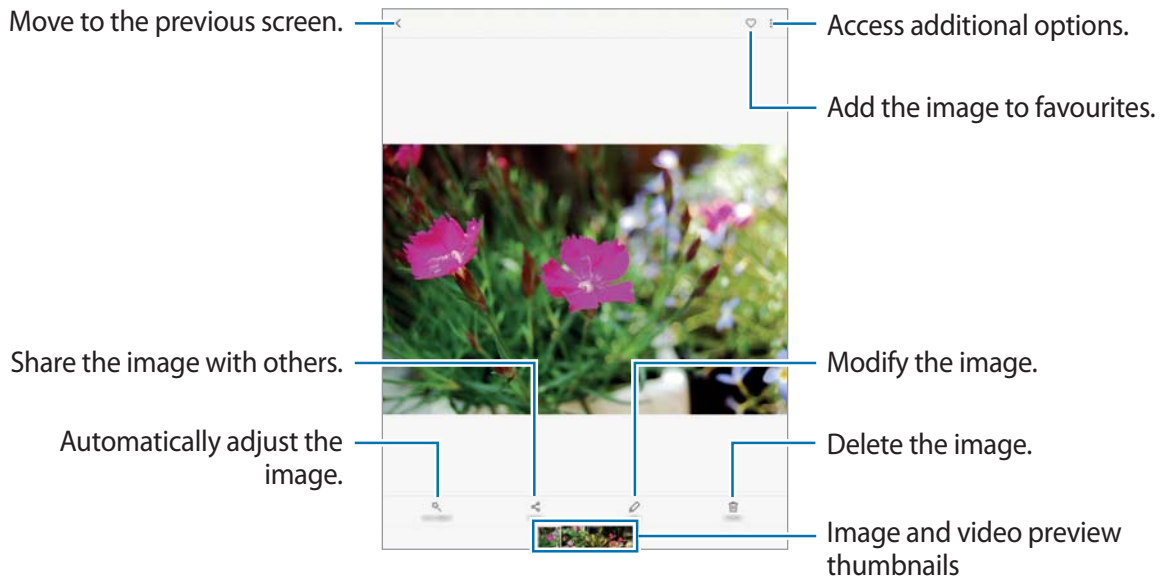 Move to the previous screen.
Access additional options.
Add the image to favourites.
Share the image with others.
Modify the image.
Automatically adjust the
image.
Delete the image.
Image and video preview
thumbnails